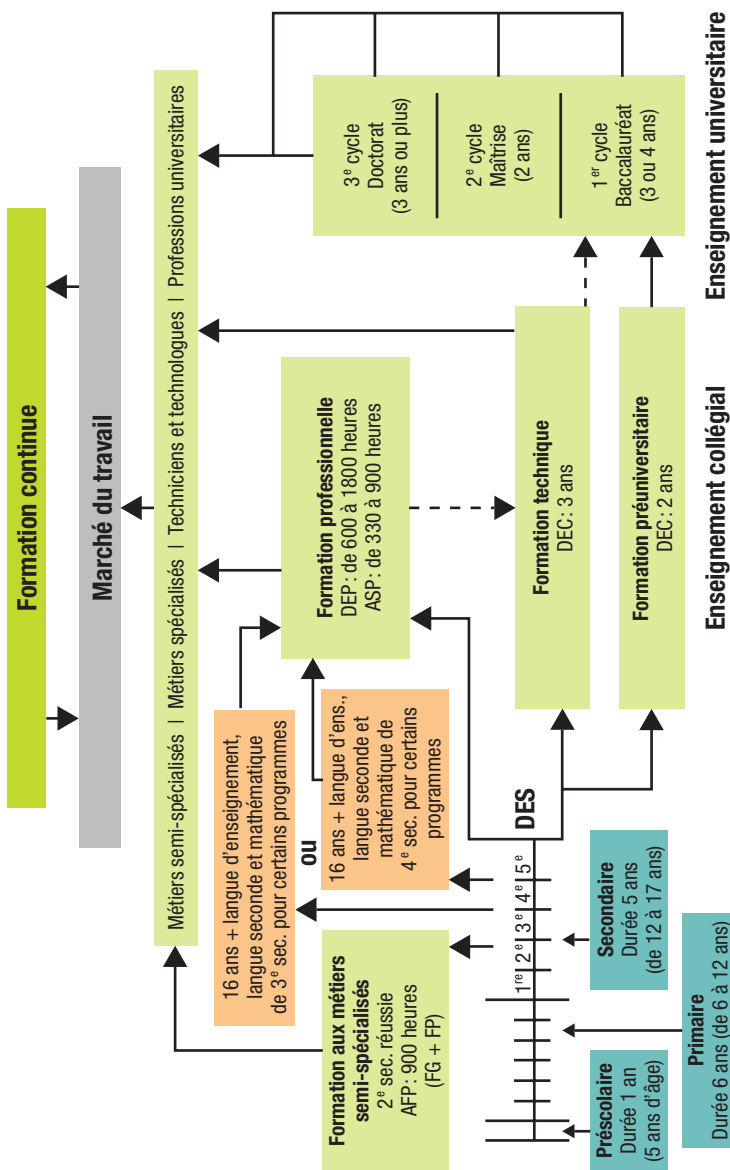 Formation continue
Marché du travail
Métiers semi-spécialisés | Métiers spécialisés | Techniciens et technologues | Professions universitaires
Formation aux métiers
semi-spécialisés
2e sec. réussie
AFP : 900 heures
(FG + FP)
16 ans + langue d'enseignement,
langue seconde et mathématique
de 3e sec. pour certains programmes
ou
16 ans + langue d'ens.,
langue seconde et
mathématique de
4e sec. pour certains
programmes
Formation professionnelle
DEP : de 600 à 1800 heures
ASP : de 330 à 900 heures
Formation technique
DEC : 3 ans
Formation préuniversitaire
DEC : 2 ans
3e cycle
Doctorat
(3 ans ou plus)
2e cycle
Maîtrise
(2 ans)
1er cycle
Baccalauréat
(3 ou 4 ans)
1re 2e 3e 4e 5e
DES
Préscolaire
Durée 1 an
(5 ans d'âge)
Primaire
Durée 6 ans (de 6 à 12 ans)
Secondaire
Durée 5 ans
(de 12 à 17 ans)
Enseignement collégial
Enseignement universitaire